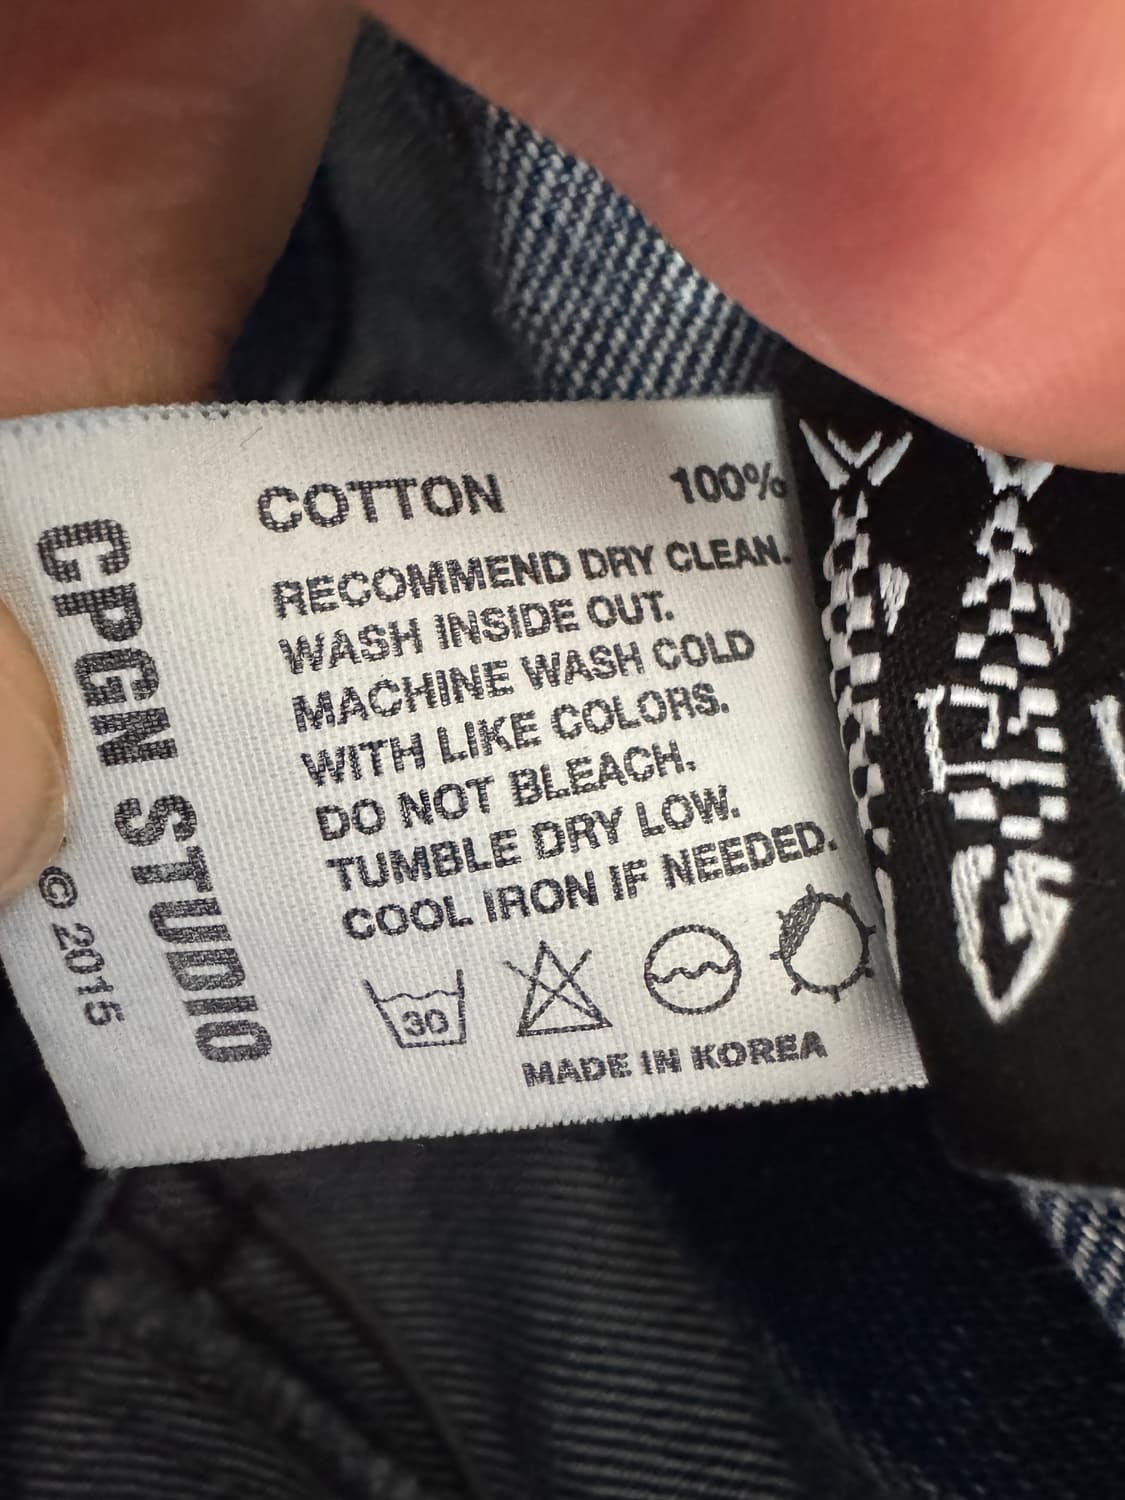 COTTON 100%
RECOMMEND DRY CLEAN.
WASH INSIDE OUT.
MACHINE WASH COLD
WITH LIKE COLORS.
DO NOT BLEACH.
TUMBLE DRY LOW.
COOL IRON IF NEEDED.
30
MADE IN KOREA
CPGN STUDIO
© 2015